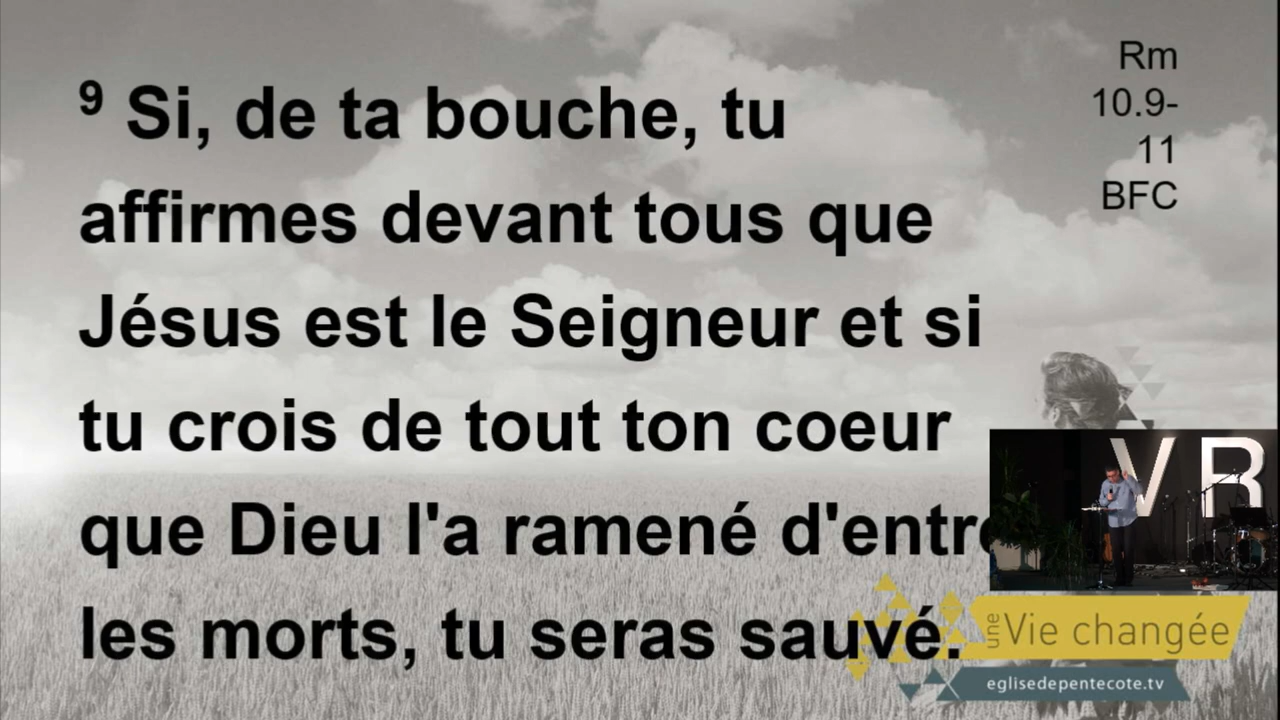 ⁹ Si, de ta bouche, tu
affirmes devant tous que
Jésus est le Seigneur et si
tu crois de tout ton coeur
que Dieu l'a ramené d'entre
les morts, tu seras sauvé.
Rm
10.9-
11
BFC
VR
une Vie changée
eglisedepentecote.tv